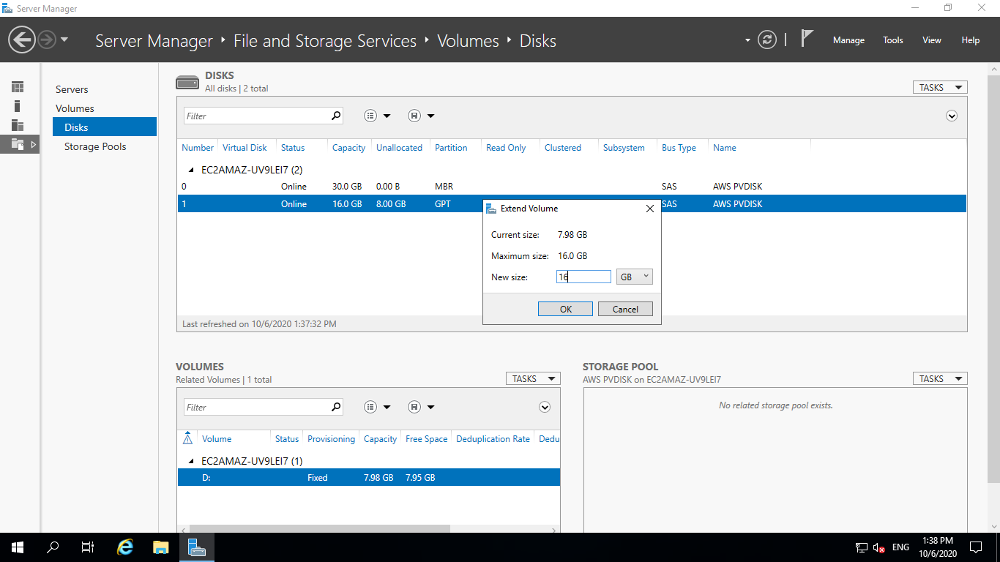 Server Manager
Server Manager ‣ File and Storage Services ‣ Volumes ‣ Disks
Manage Tools View Help
Servers
Volumes
Disks
Storage Pools
DISKS
All disks | 2 total
TASKS
Filter
Number Virtual Disk Status Capacity Unallocated Partition Read Only Clustered Subsystem Bus Type Name
EC2AMAZ-UV9LEI7 (2)
0 Online 30.0 GB 0.00 B MBR SAS AWS PVDISK
1 Online 16.0 GB 8.00 GB GPT SAS AWS PVDISK
Extend Volume
Current size: 7.98 GB
Maximum size: 16.0 GB
New size: 16 GB
OK Cancel
Last refreshed on 10/6/2020 1:37:32 PM
VOLUMES
Related Volumes | 1 total
TASKS
Filter
Volume Status Provisioning Capacity Free Space Deduplication Rate Dedu
EC2AMAZ-UV9LEI7 (1)
D: Fixed 7.98 GB 7.95 GB
STORAGE POOL
AWS PVDISK on EC2AMAZ-UV9LEI7
TASKS
No related storage pool exists.
ENG
1:38 PM
10/6/2020